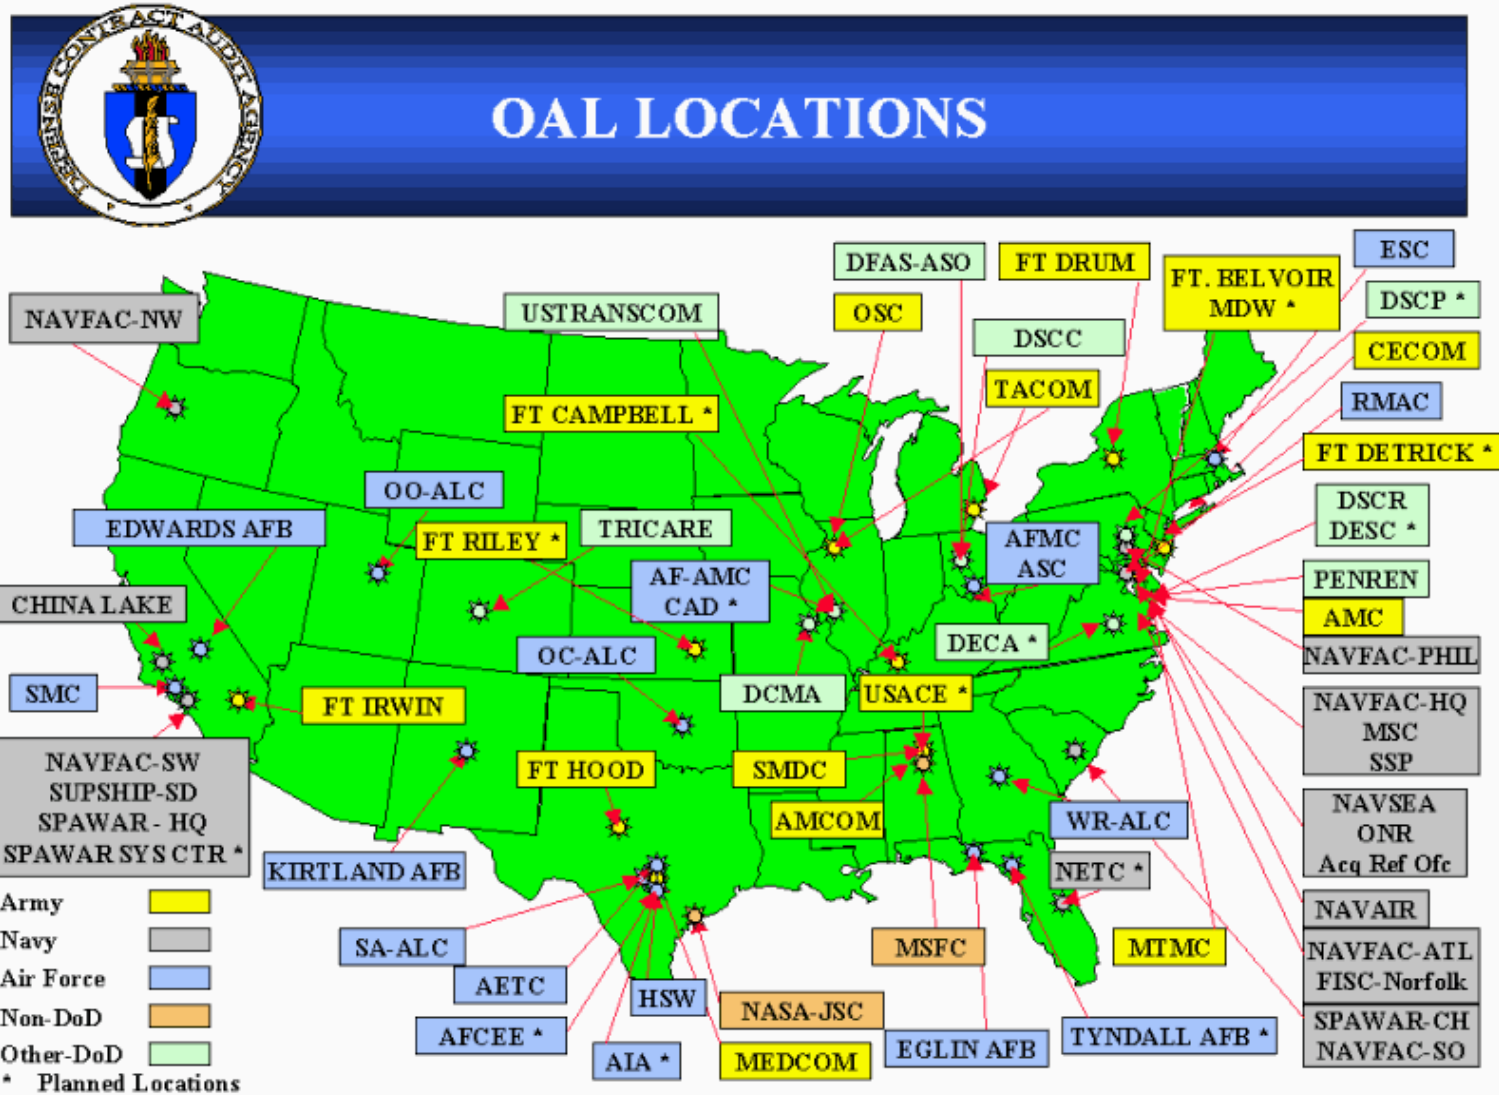 DEFENSE CONTRACT AUDIT AGENCY
OAL LOCATIONS
ESC
DFAS-ASO
FT DRUM
FT. BELVOIR
MDW *
DSCP *
NAVFAC-NW
USTRANSCOM
OSC
DSCC
CECOM
TACOM
RMAC
FT CAMPBELL *
FT DETRICK *
OO-ALC
DSCR
DESC *
EDWARDS AFB
FT RILEY *
TRICARE
AFMC
ASC
AF-AMC
CAD *
PENREN
CHINA LAKE
AMC
DECA *
OC-ALC
NAVFAC-PHIL
SMC
DCMA
USACE *
FT IRWIN
NAVFAC-HQ
MSC
SSP
NAVFAC-SW
SUPSHIP-SD
SPAWAR - HQ
SPAWAR SYS CTR *
FT HOOD
SMDC
AMCOM
WR-ALC
NAVSEA
ONR
Acq Ref Ofc
KIRTLAND AFB
NETC *
Army
NAVAIR
Navy
SA-ALC
MSFC
MTMC
NAVFAC-ATL
FISC-Norfolk
Air Force
AETC
HSW
NASA-JSC
Non-DoD
AFCEE *
SPAWAR-CH
NAVFAC-SO
EGLIN AFB
TYNDALL AFB *
Other-DoD
AIA *
MEDCOM
* Planned Locations